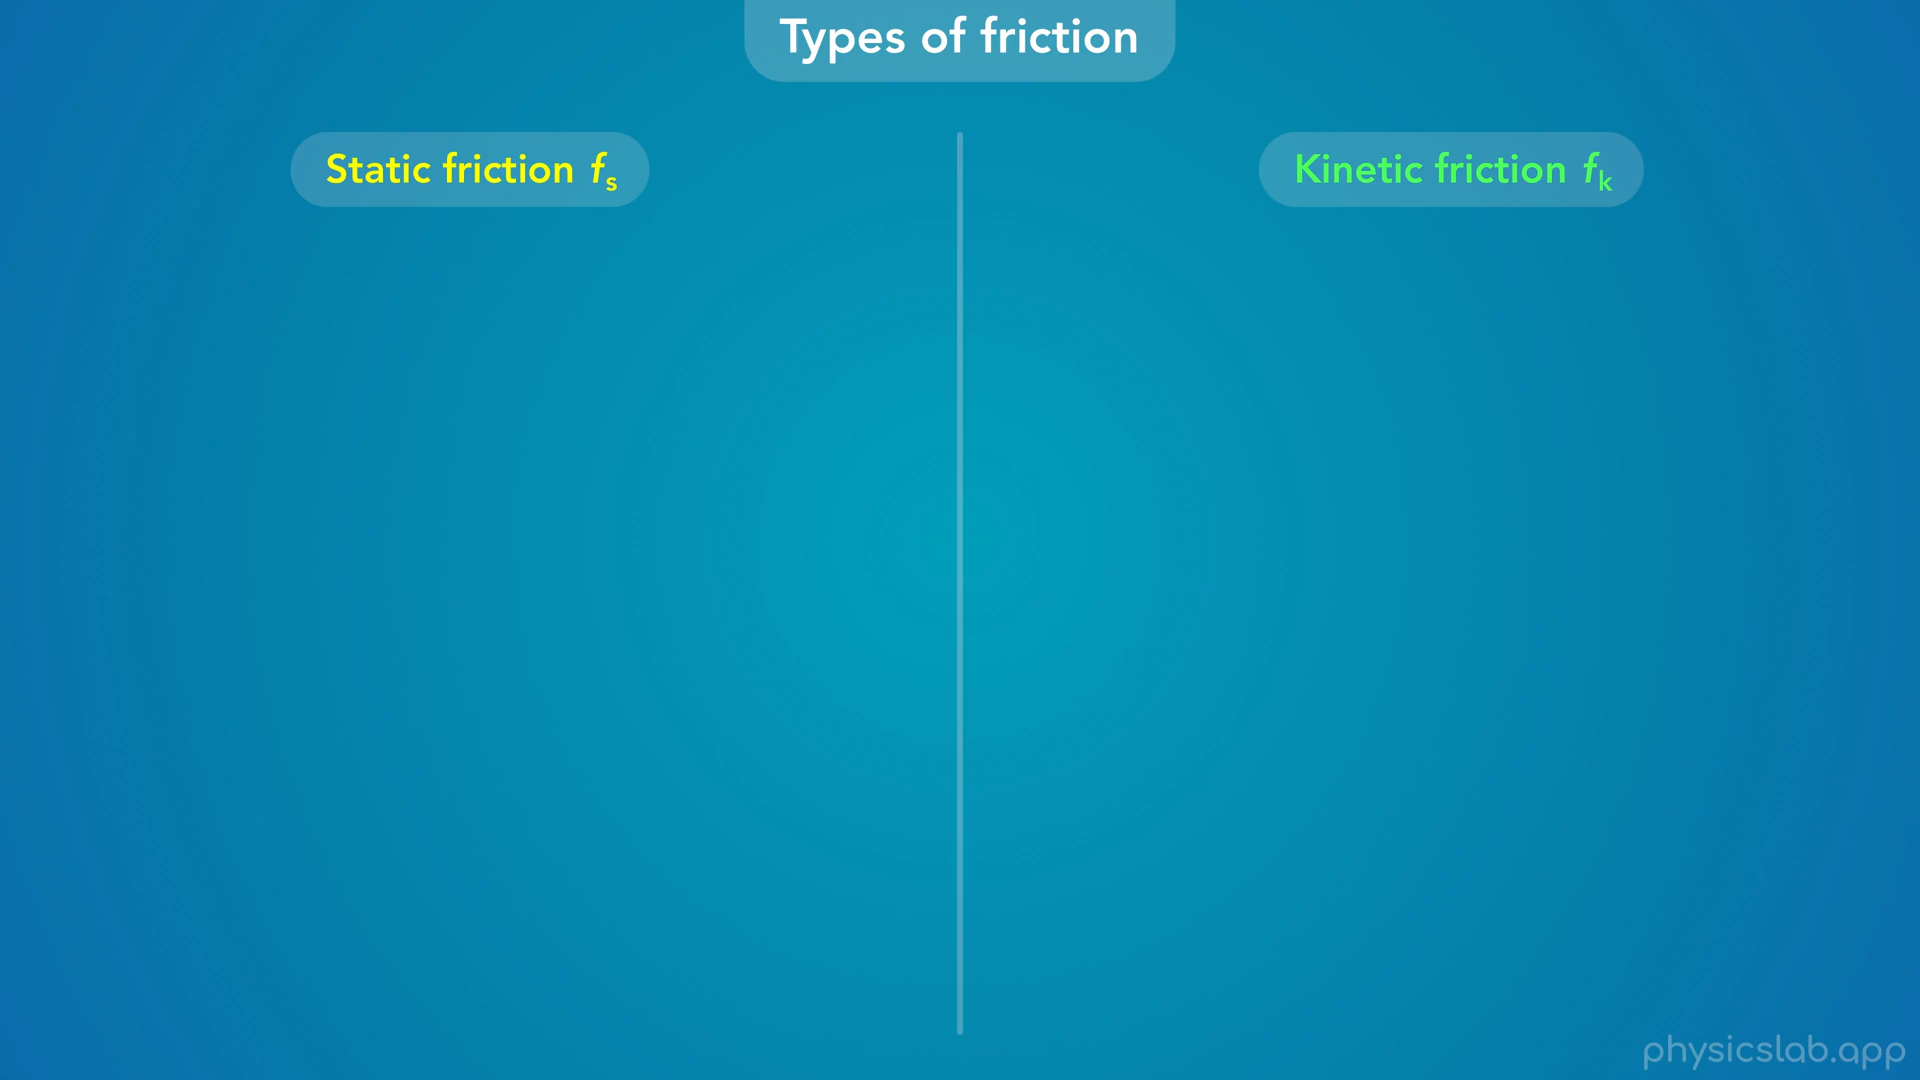 Types of friction
Static friction fs
Kinetic friction fk
physicslab.app